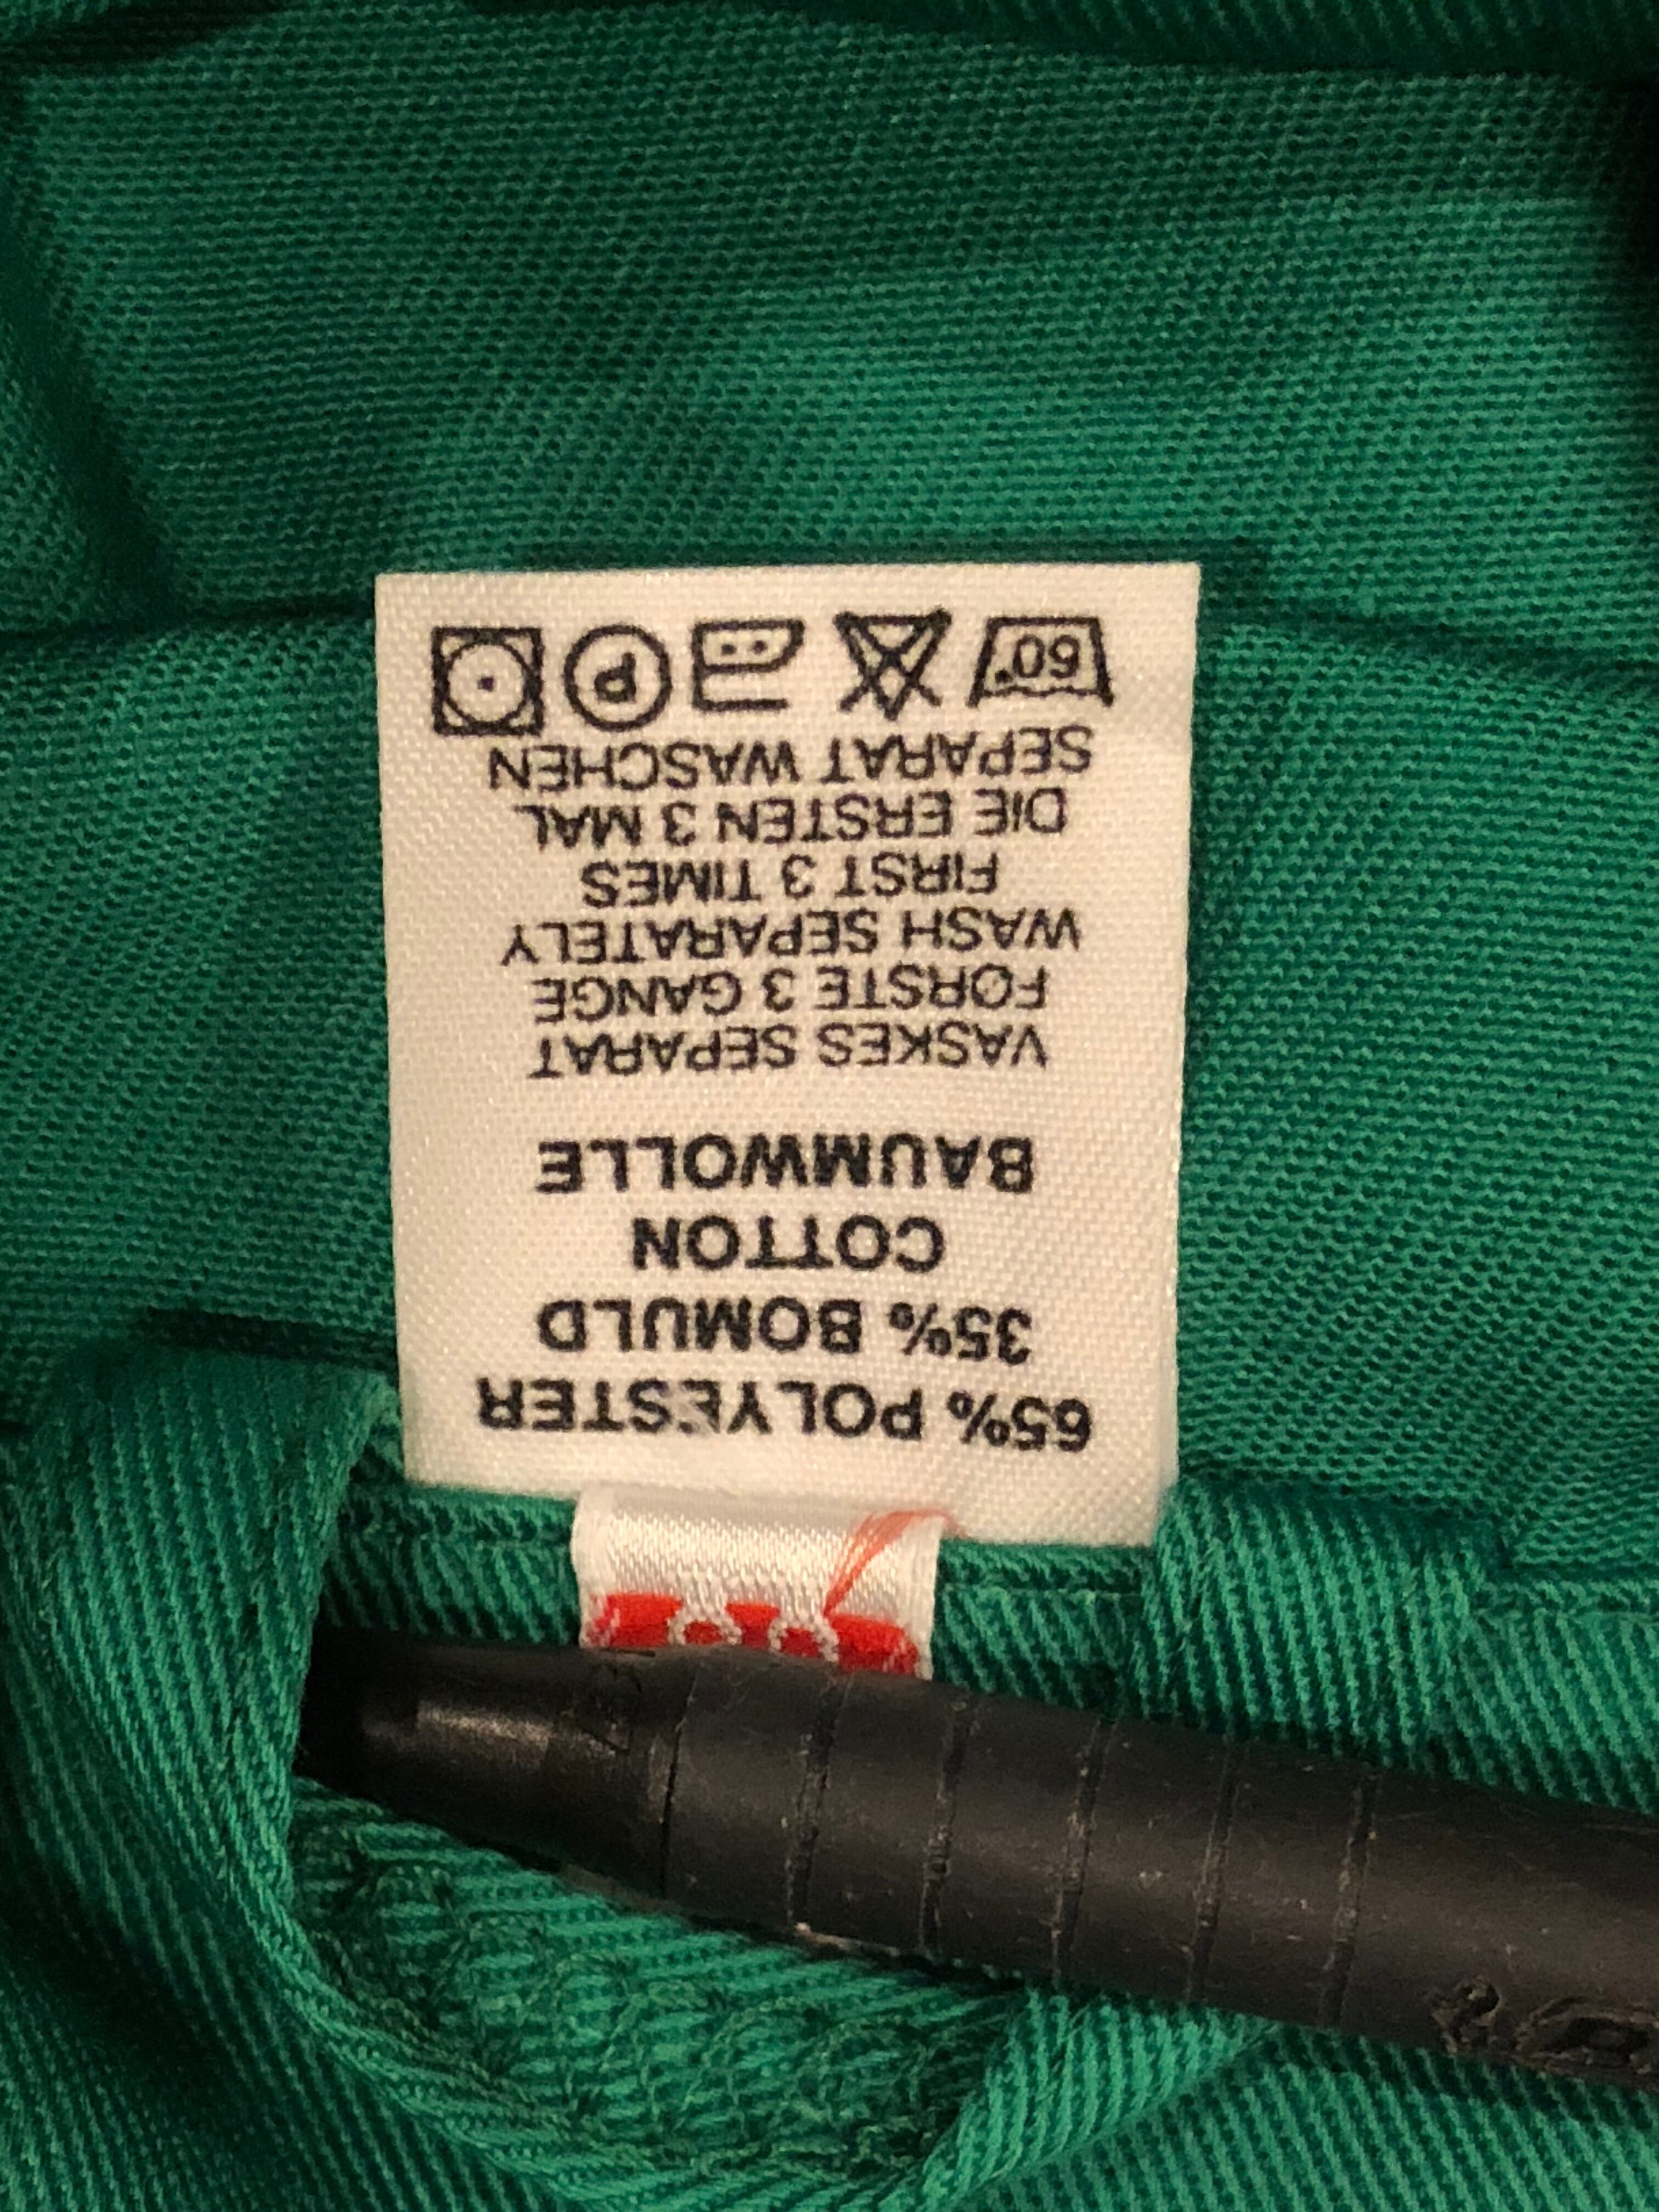 65% POLYESTER
35% BOMULD
COTTON
BAUMWOLLE
VASKES SEPARAT
FØRSTE 3 GANGE
WASH SEPARATELY
FIRST 3 TIMES
DIE ERSTEN 3 MAL
SEPARAT WASCHEN
60° P